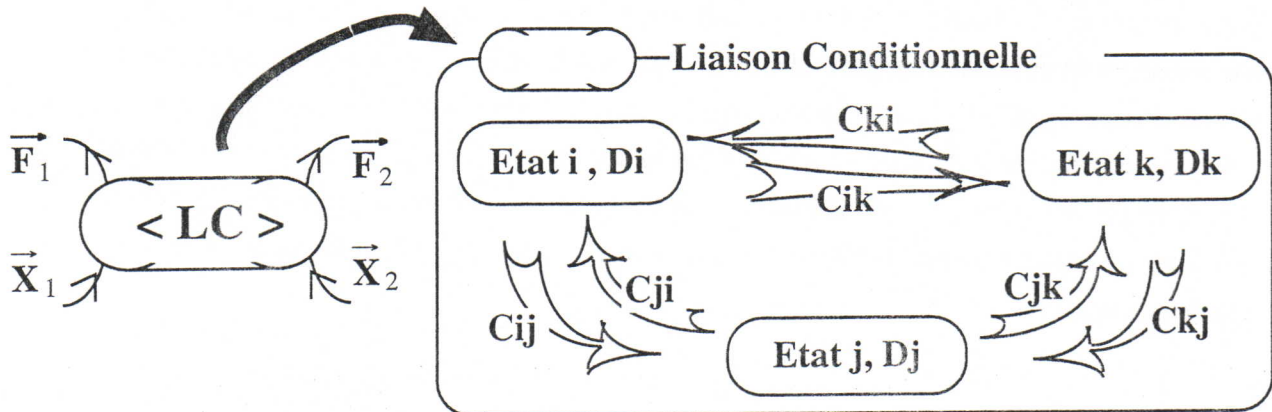 Liaison Conditionnelle
F₁
F₂
< LC >
X₁
X₂
Etat i , Di
Cki
Cik
Etat k, Dk
Cij
Cji
Cjk
Ckj
Etat j, Dj